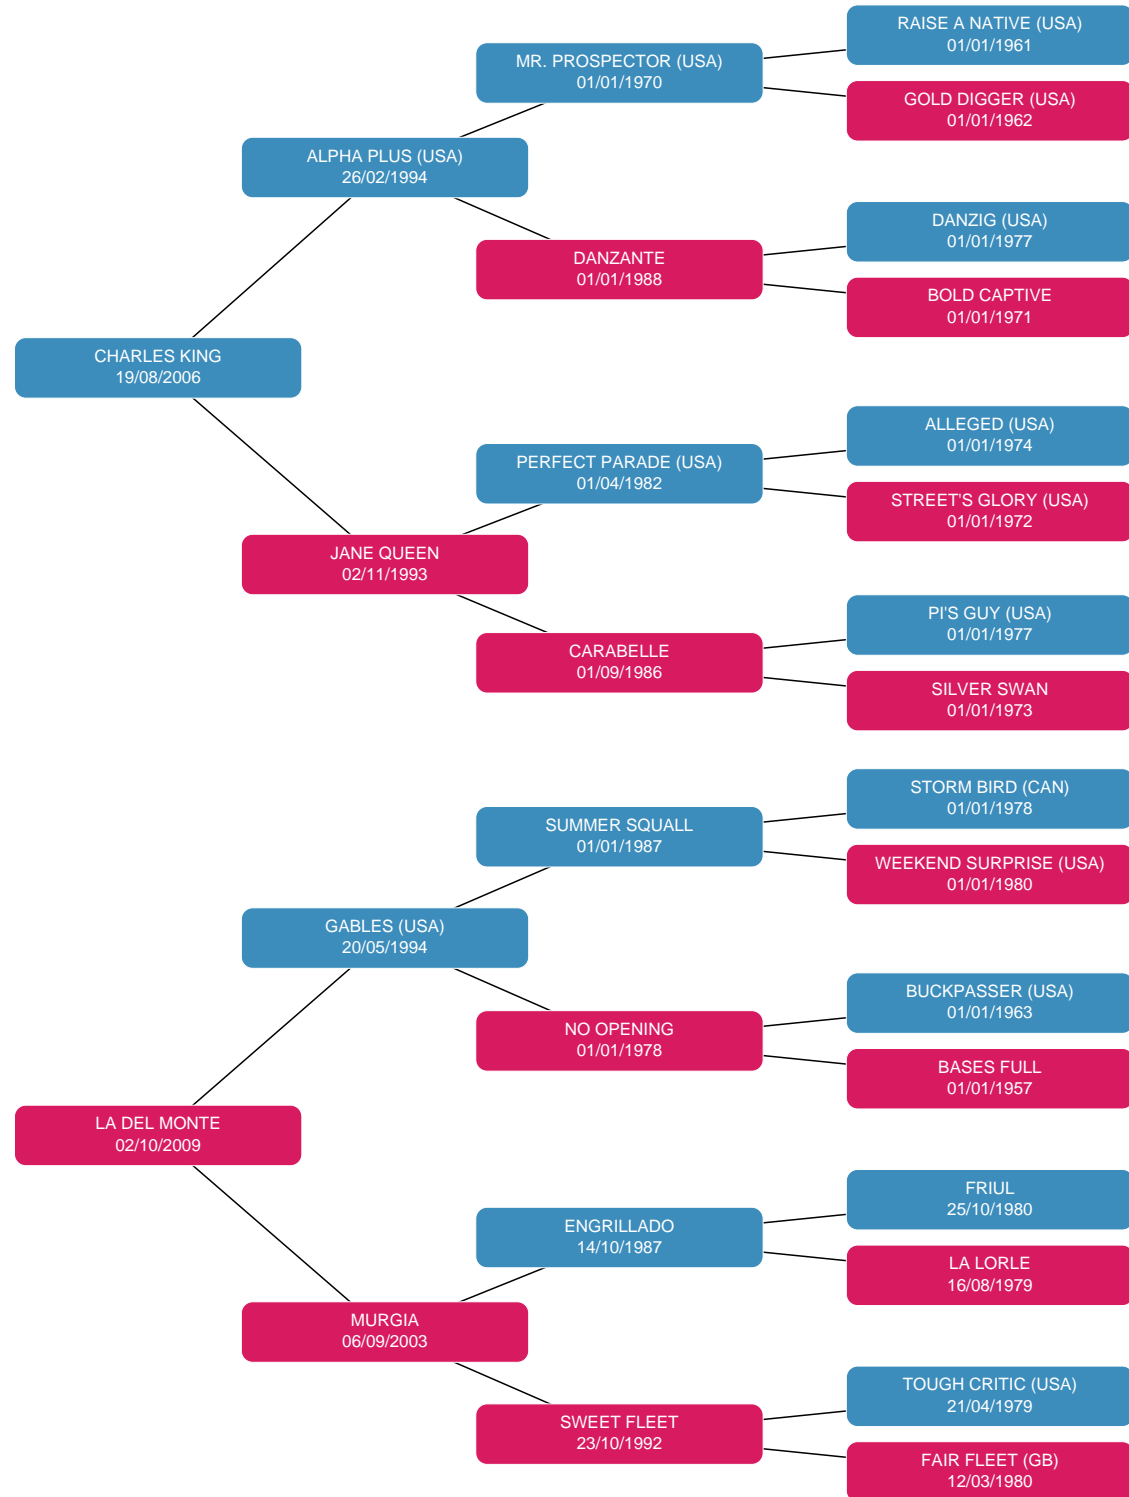 RAISE A NATIVE (USA)
01/01/1961
MR. PROSPECTOR (USA)
01/01/1970
GOLD DIGGER (USA)
01/01/1962
ALPHA PLUS (USA)
26/02/1994
DANZIG (USA)
01/01/1977
DANZANTE
01/01/1988
BOLD CAPTIVE
01/01/1971
CHARLES KING
19/08/2006
ALLEGED (USA)
01/01/1974
PERFECT PARADE (USA)
01/04/1982
STREET'S GLORY (USA)
01/01/1972
JANE QUEEN
02/11/1993
PI'S GUY (USA)
01/01/1977
CARABELLE
01/09/1986
SILVER SWAN
01/01/1973
STORM BIRD (CAN)
01/01/1978
SUMMER SQUALL
01/01/1987
WEEKEND SURPRISE (USA)
01/01/1980
GABLES (USA)
20/05/1994
BUCKPASSER (USA)
01/01/1963
NO OPENING
01/01/1978
BASES FULL
01/01/1957
LA DEL MONTE
02/10/2009
FRIUL
25/10/1980
ENGRILLADO
14/10/1987
LA LORLE
16/08/1979
MURGIA
06/09/2003
TOUGH CRITIC (USA)
21/04/1979
SWEET FLEET
23/10/1992
FAIR FLEET (GB)
12/03/1980